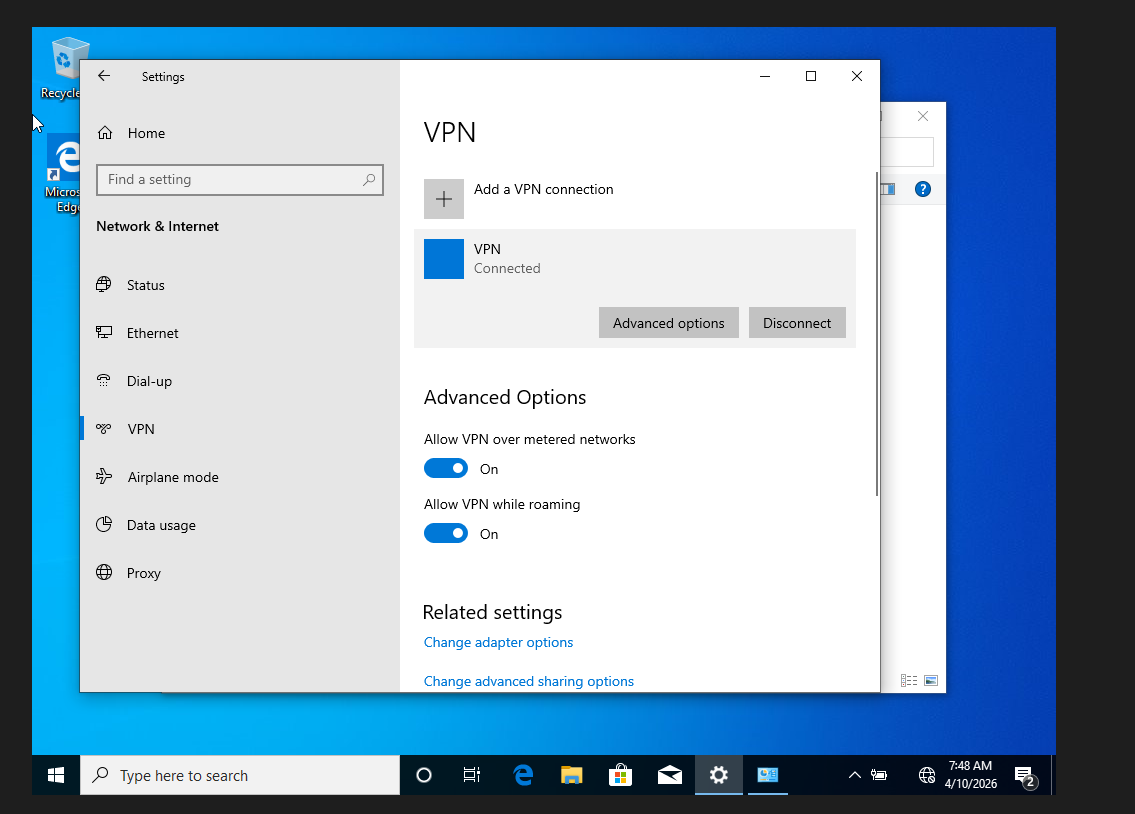 Recycle
Micros
Edge
Settings
Home
Find a setting
Network & Internet
Status
Ethernet
Dial-up
VPN
Airplane mode
Data usage
Proxy
VPN
Add a VPN connection
VPN
Connected
Advanced options
Disconnect
Advanced Options
Allow VPN over metered networks
On
Allow VPN while roaming
On
Related settings
Change adapter options
Change advanced sharing options
Type here to search
7:48 AM
4/10/2026
2